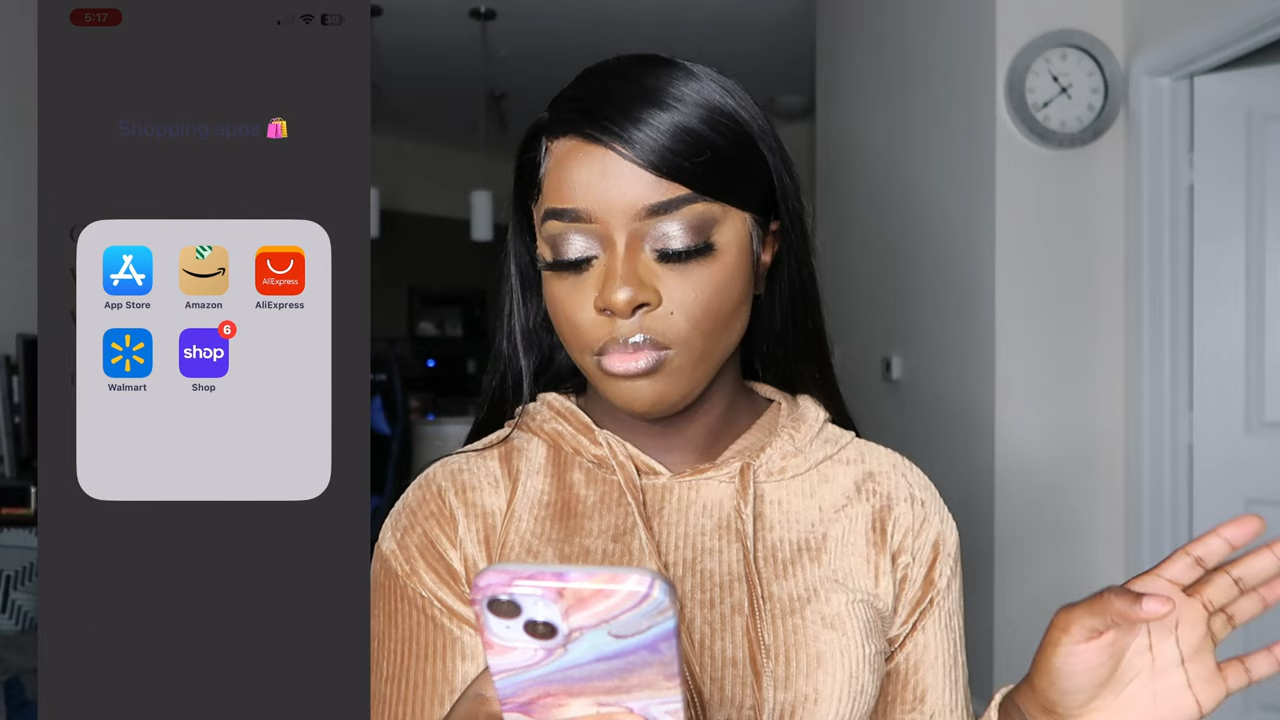 5:17
Shopping apps 🛍️
App Store
Amazon
AliExpress
AliExpress
6
Walmart
shop
Shop